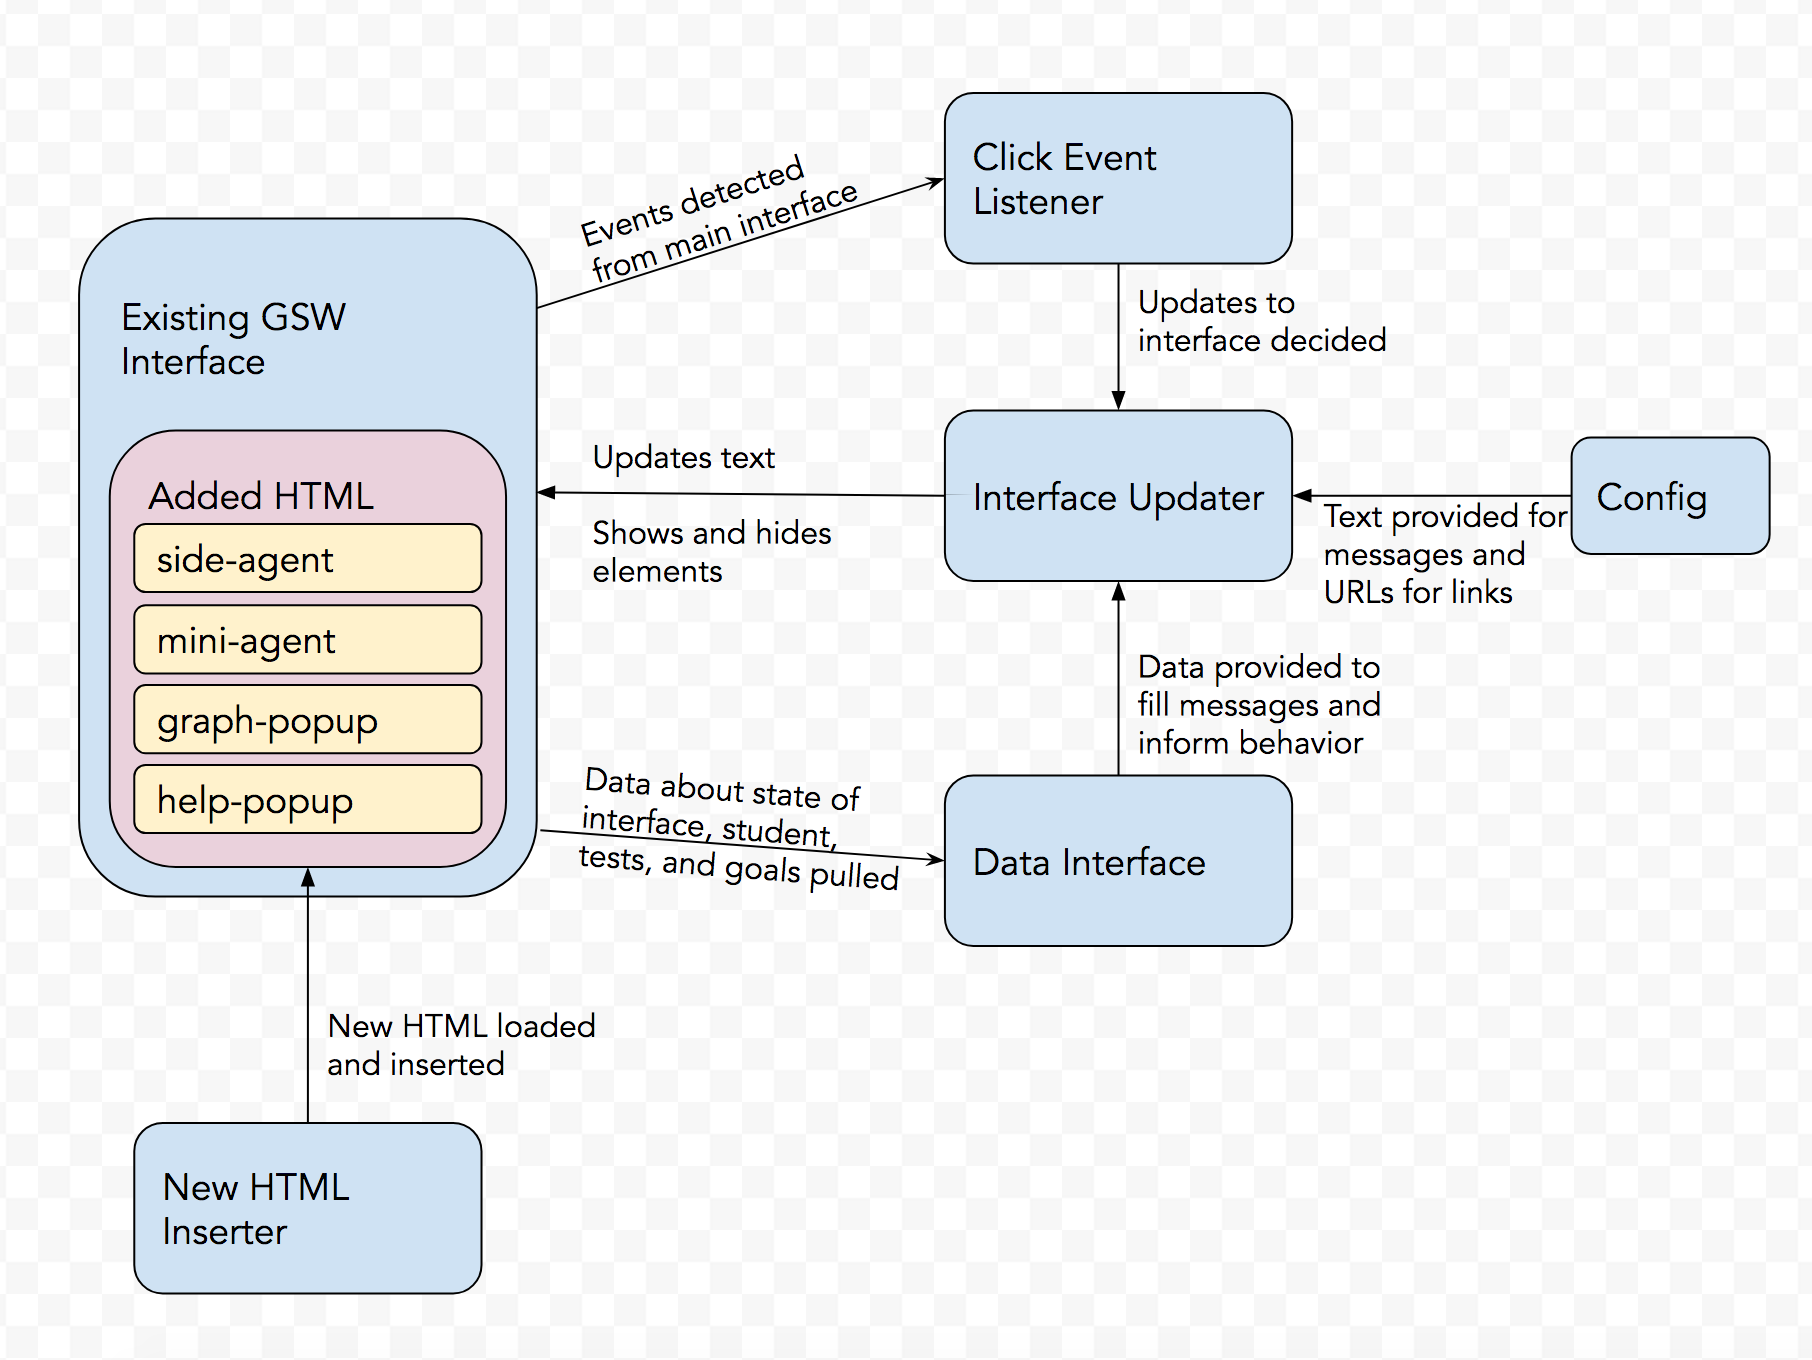 Click Event
Listener
Events detected
from main interface
Existing GSW
Interface
Updates to
interface decided
Added HTML
side-agent
mini-agent
graph-popup
help-popup
Updates text
Shows and hides
elements
Interface Updater
Config
Text provided for
messages and
URLs for links
Data provided to
fill messages and
inform behavior
Data about state of
interface, student,
tests, and goals pulled
Data Interface
New HTML loaded
and inserted
New HTML
Inserter